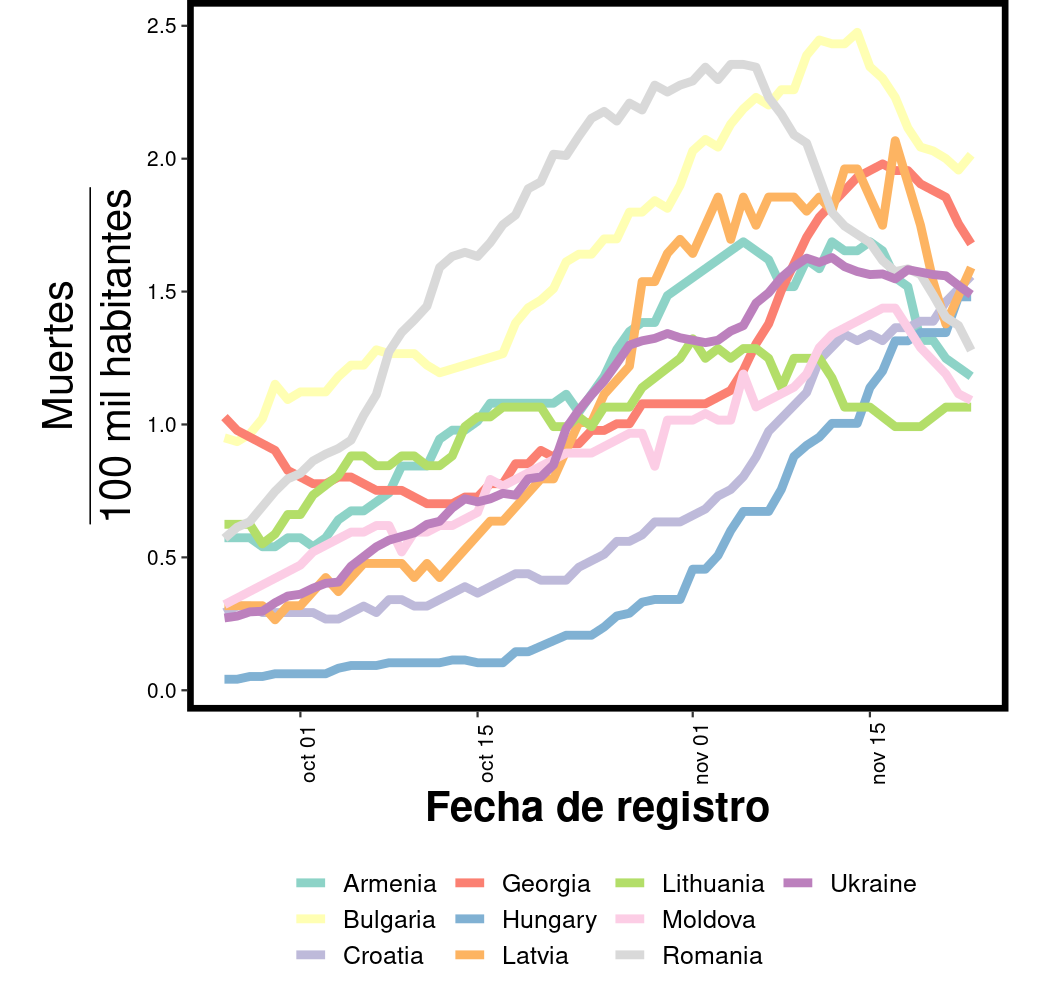 2.5
2.0
1.5
1.0
0.5
0.0
Muertes
100 mil habitantes
oct 01
oct 15
nov 01
nov 15
Fecha de registro
Armenia Georgia Lithuania Ukraine
Bulgaria Hungary Moldova
Croatia Latvia Romania